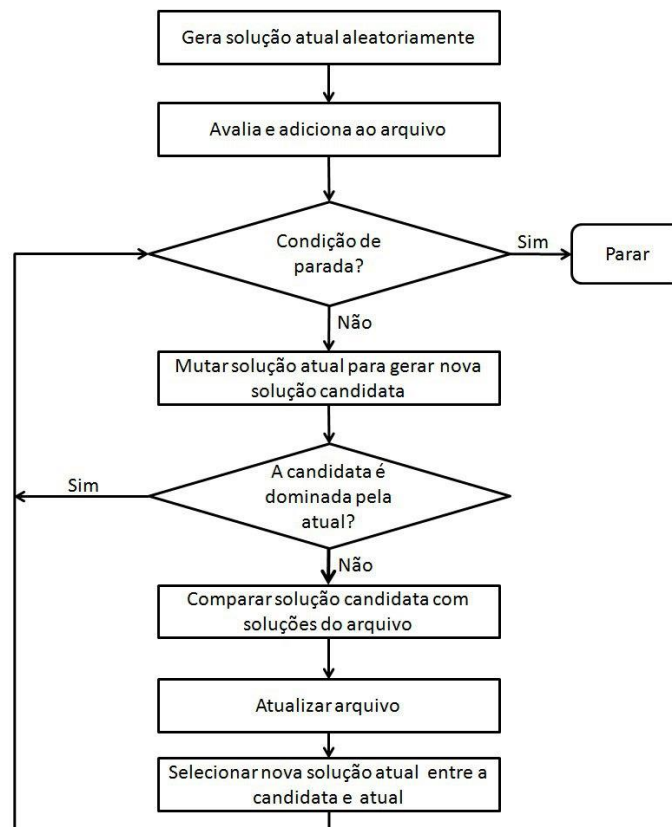 Gera solução atual aleatoriamente
Avalia e adiciona ao arquivo
Condição de
parada?
Sim
Parar
Não
Mutar solução atual para gerar nova
solução candidata
A candidata é
dominada pela
atual?
Sim
Não
Comparar solução candidata com
soluções do arquivo
Atualizar arquivo
Selecionar nova solução atual entre a
candidata e atual